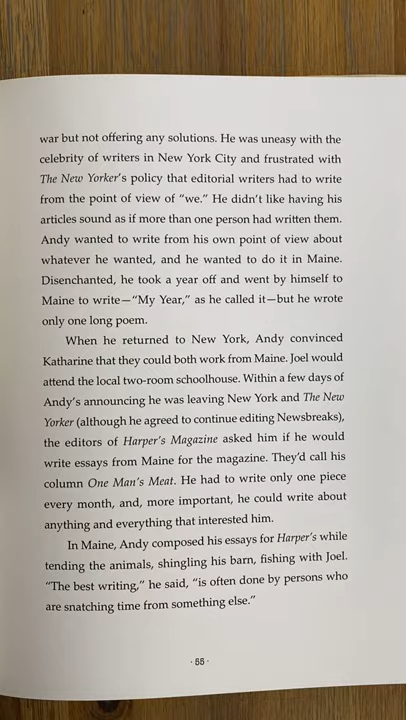 war but not offering any solutions. He was uneasy with the
celebrity of writers in New York City and frustrated with
The New Yorker's policy that editorial writers had to write
from the point of view of “we.” He didn't like having his
articles sound as if more than one person had written them.
Andy wanted to write from his own point of view about
whatever he wanted, and he wanted to do it in Maine.
Disenchanted, he took a year off and went by himself to
Maine to write—“My Year,” as he called it—but he wrote
only one long poem.
When he returned to New York, Andy convinced
Katharine that they could both work from Maine. Joel would
attend the local two-room schoolhouse. Within a few days of
Andy's announcing he was leaving New York and The New
Yorker (although he agreed to continue editing Newsbreaks),
the editors of Harper's Magazine asked him if he would
write essays from Maine for the magazine. They'd call his
column One Man's Meat. He had to write only one piece
every month, and, more important, he could write about
anything and everything that interested him.
In Maine, Andy composed his essays for Harper's while
tending the animals, shingling his barn, fishing with Joel.
“The best writing,” he said, “is often done by persons who
are snatching time from something else.”
· 55 ·